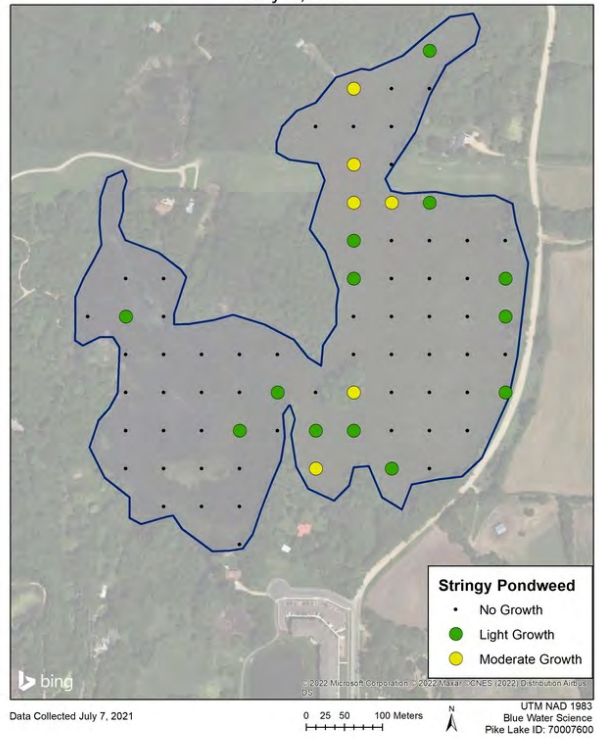 Stringy Pondweed
No Growth
Light Growth
Moderate Growth
bing
© 2022 Microsoft Corporation © 2022 Maxar ©CNES (2022) Distribution Airbus
DS
Data Collected July 7, 2021
0 25 50 100 Meters
N
UTM NAD 1983
Blue Water Science
Pike Lake ID: 70007600